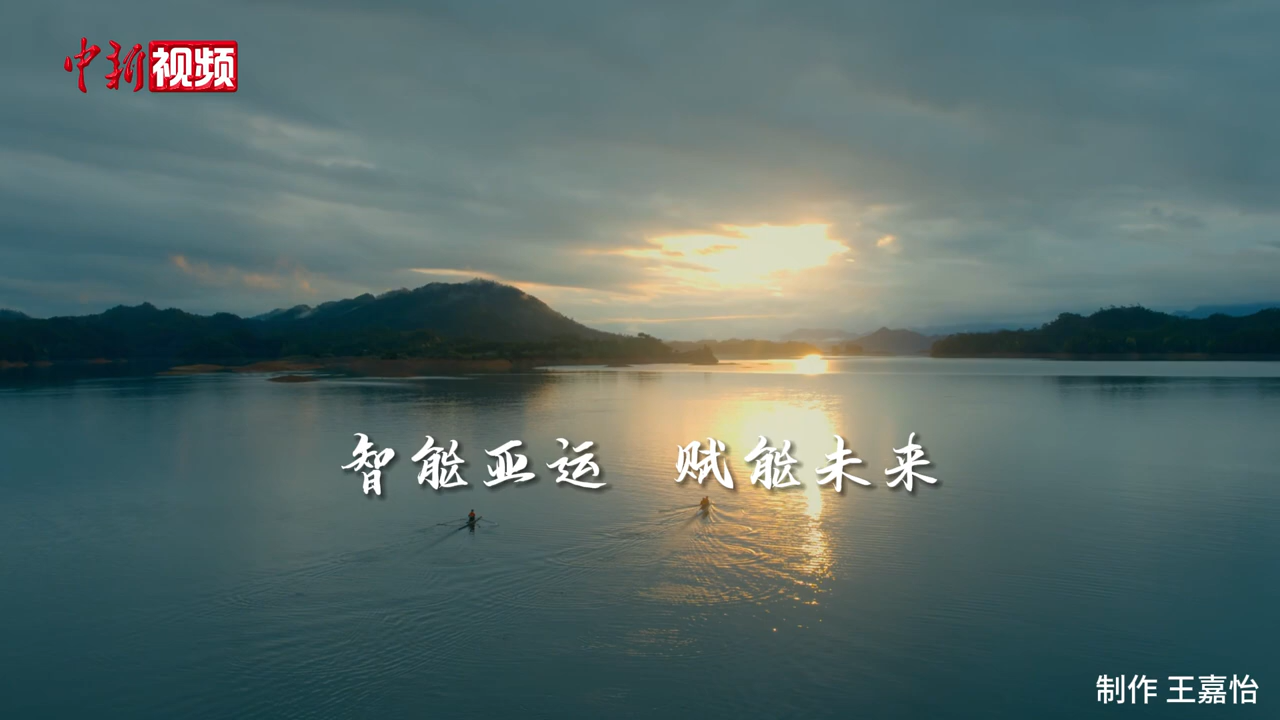 中新视频
智能亚运 赋能未来
制作 王嘉怡